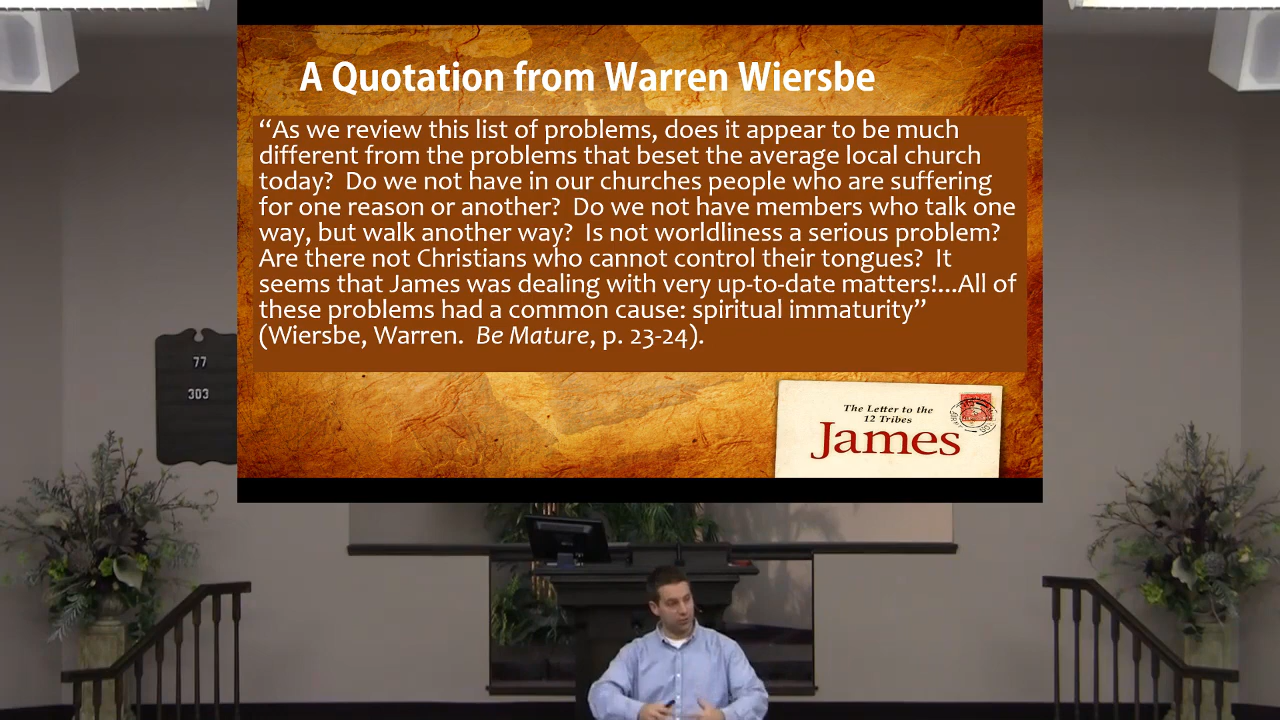 A Quotation from Warren Wiersbe
“As we review this list of problems, does it appear to be much
different from the problems that beset the average local church
today?  Do we not have in our churches people who are suffering
for one reason or another?  Do we not have members who talk one
way, but walk another way?  Is not worldliness a serious problem?
Are there not Christians who cannot control their tongues?  It
seems that James was dealing with very up-to-date matters!...All of
these problems had a common cause: spiritual immaturity”
(Wiersbe, Warren.  Be Mature, p. 23-24).
The Letter to the
12 Tribes
James
77
303